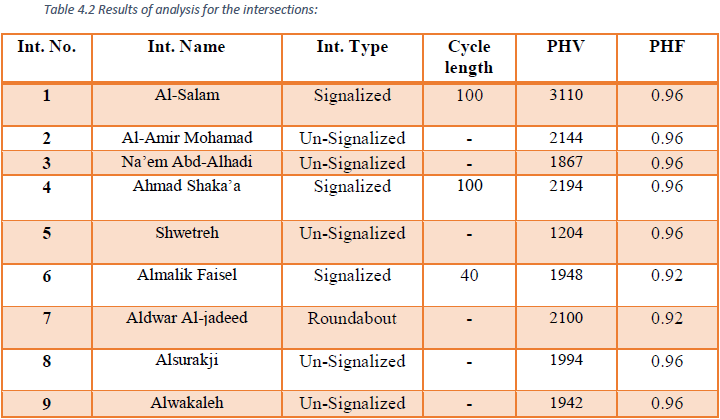 Table 4.2 Results of analysis for the intersections:
Int. No. Int. Name Int. Type Cycle length PHV PHF
1 Al-Salam Signalized 100 3110 0.96
2 Al-Amir Mohamad Un-Signalized - 2144 0.96
3 Na’em Abd-Alhadi Un-Signalized - 1867 0.96
4 Ahmad Shaka’a Signalized 100 2194 0.96
5 Shwetreh Un-Signalized - 1204 0.96
6 Almalik Faisel Signalized 40 1948 0.92
7 Aldwar Al-jadeed Roundabout - 2100 0.92
8 Alsurakji Un-Signalized - 1994 0.96
9 Alwakaleh Un-Signalized - 1942 0.96